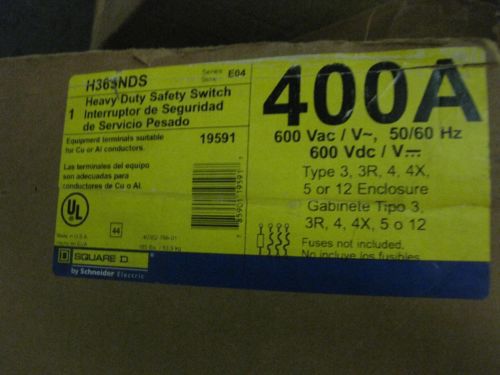 H365NDS
Series E04
1 Heavy Duty Safety Switch
Interruptor de Seguridad
de Servicio Pesado
Equipment terminals suitable
for Cu or Al conductors.
19591
Las terminales del equipo
son adecuadas para
conductores de Cu o Al.
UL
44
Made in U.S.A.
SQUARE D
by Schneider Electric
400A
600 Vac / V~, 50/60 Hz
600 Vdc / V⎓
Type 3, 3R, 4, 4X,
5 or 12 Enclosure
Gabinete Tipo 3,
3R, 4, 4X, 5 o 12
Fuses not included.
No incluye los fusibles.